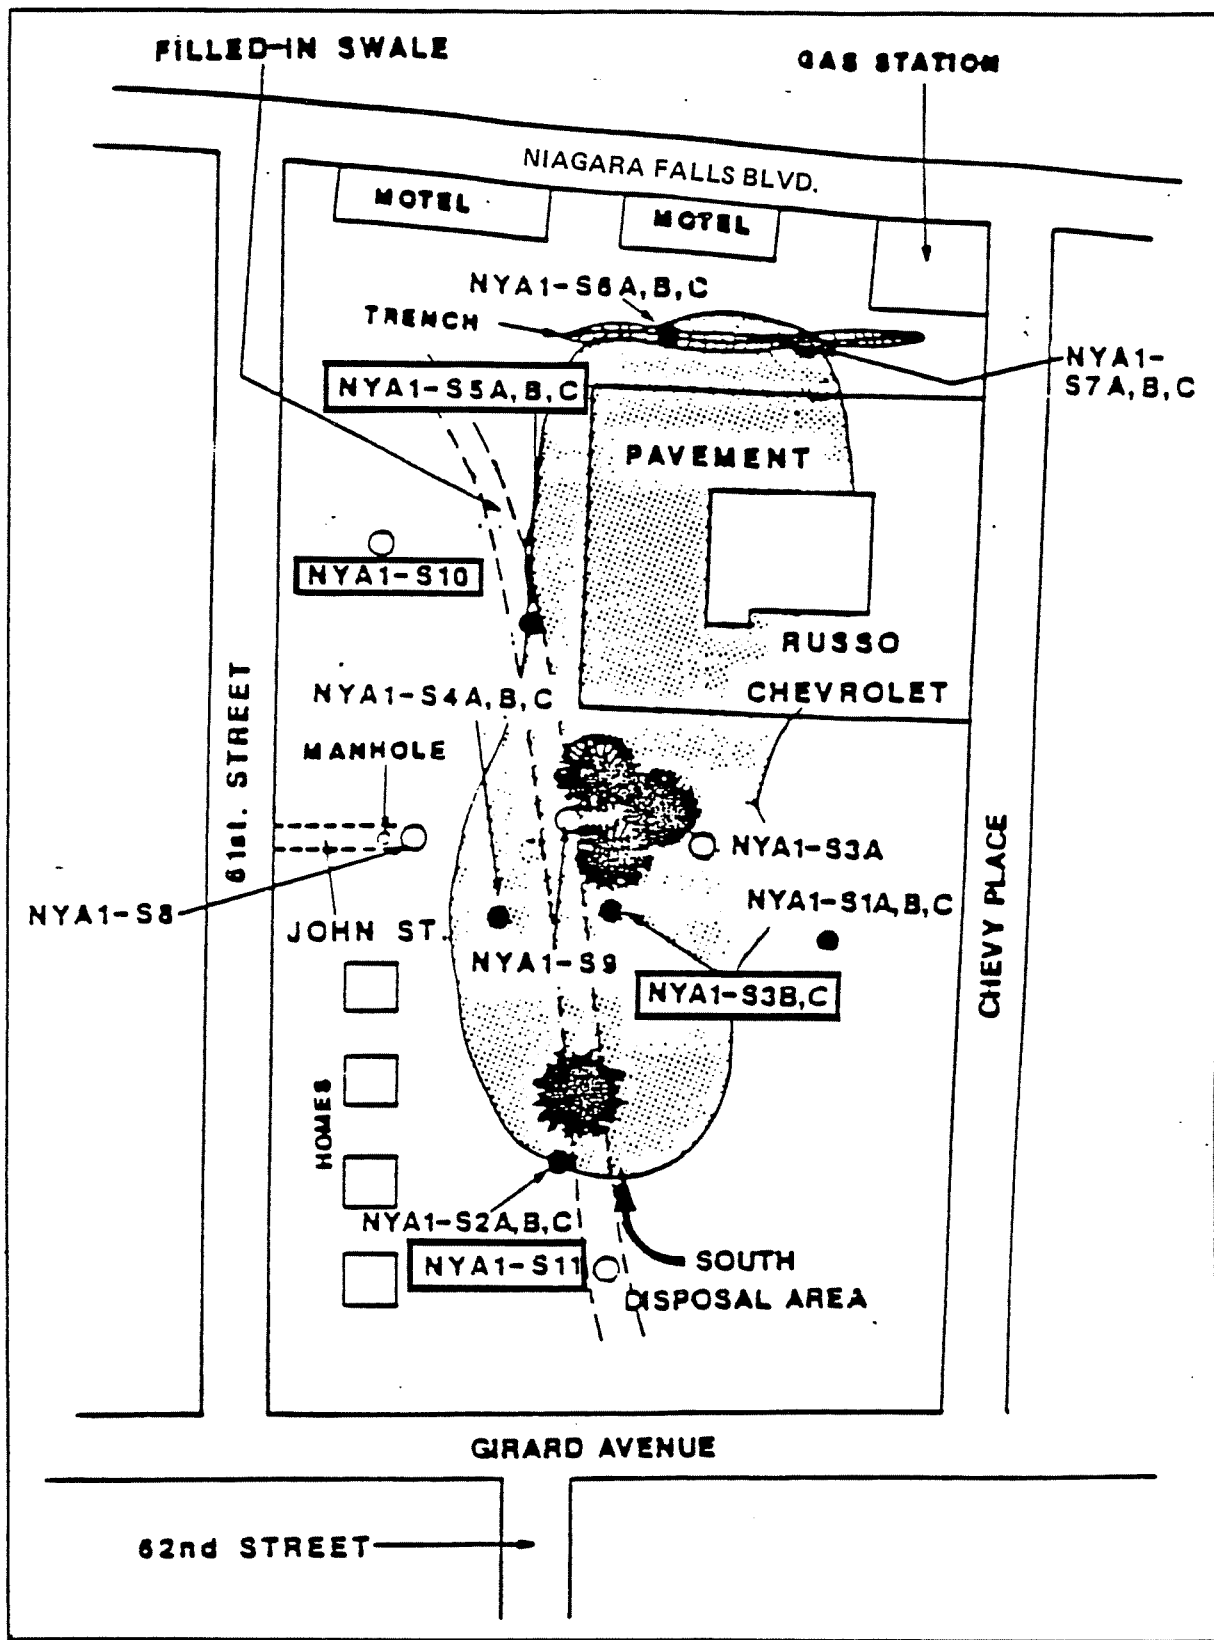 FILLED-IN SWALE
GAS STATION
NIAGARA FALLS BLVD.
MOTEL
MOTEL
NYA1-S6A,B,C
TRENCH
NYA1-
S7A,B,C
NYA1-S5A,B,C
PAVEMENT
NYA1-S10
RUSSO
CHEVROLET
NYA1-S4A,B,C
MANHOLE
61st. STREET
NYA1-S3A
NYA1-S8
JOHN ST.
NYA1-S1A,B,C
CHEVY PLACE
NYA1-S9
NYA1-S3B,C
HOMES
NYA1-S2A,B,C
NYA1-S11
SOUTH
DISPOSAL AREA
GIRARD AVENUE
62nd STREET